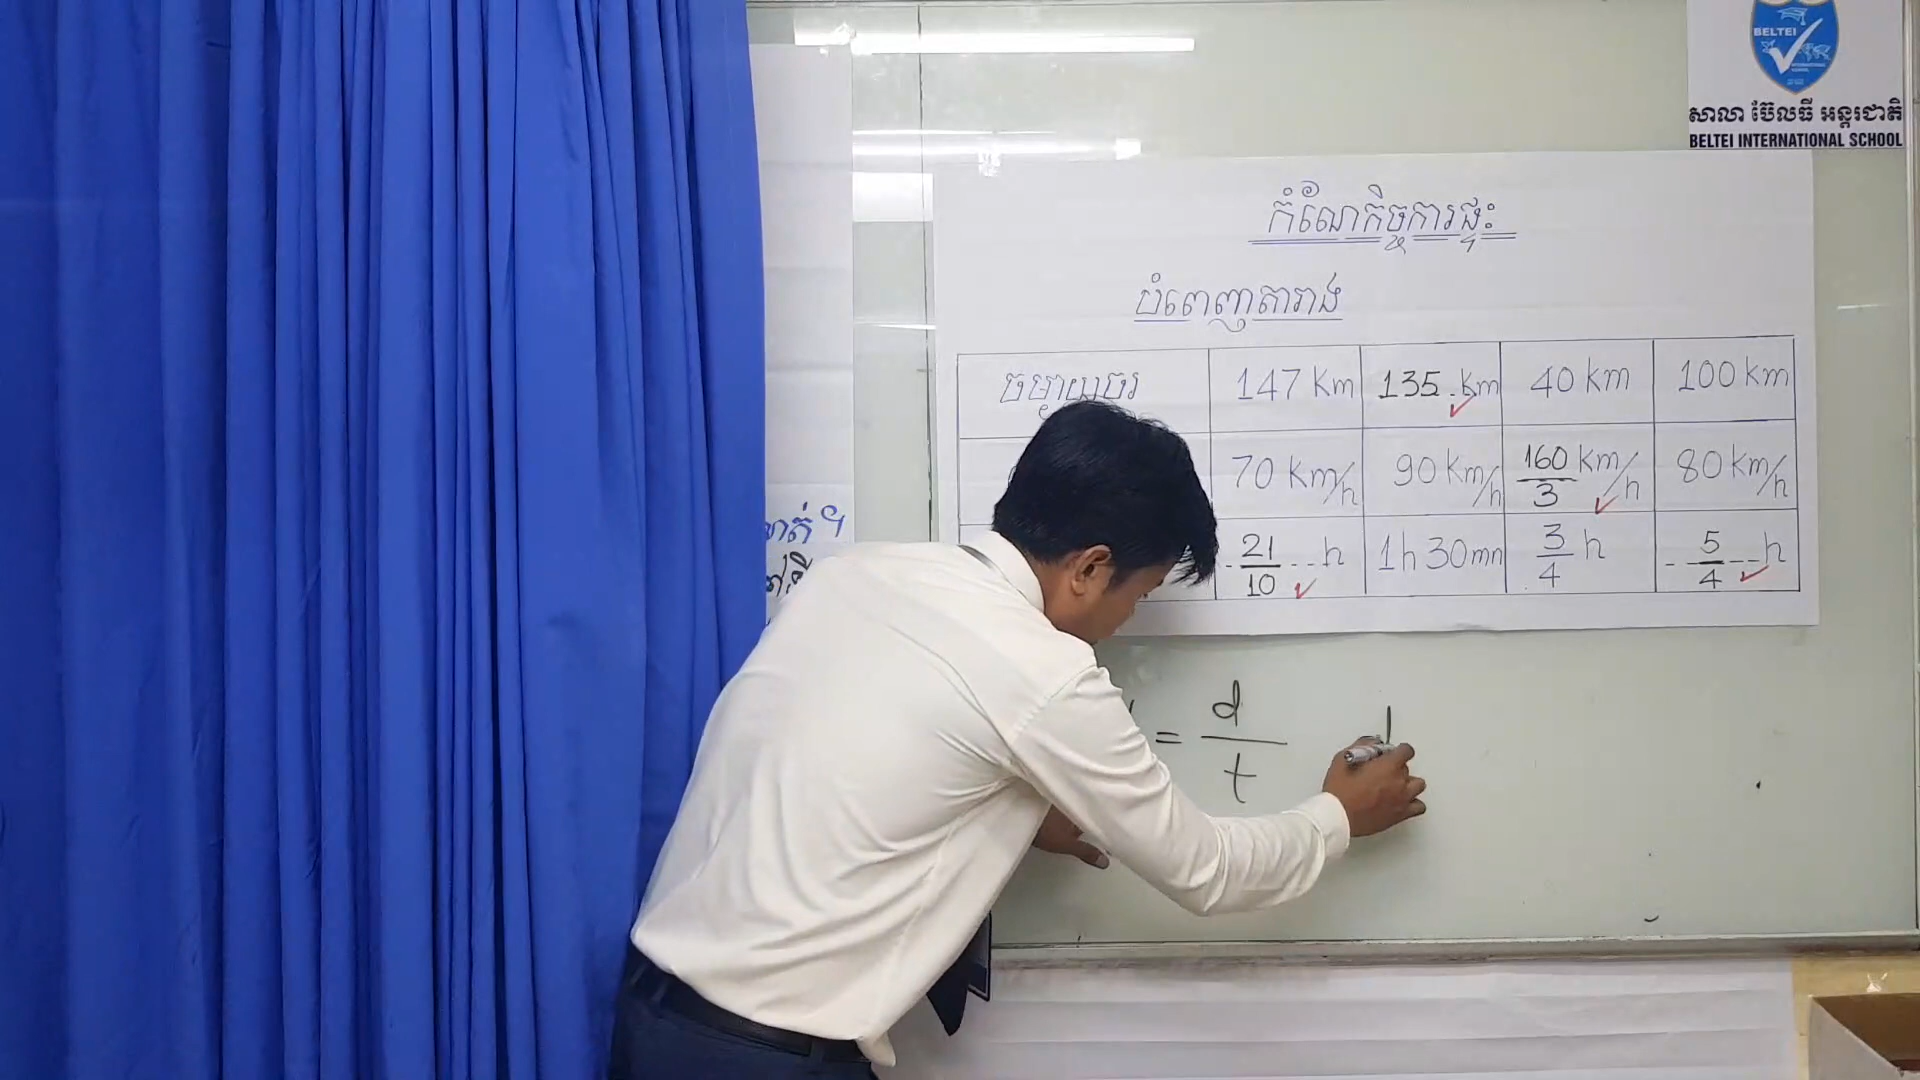 BELTEI
សាលា ប៊ែលធី អន្តរជាតិ
BELTEI INTERNATIONAL SCHOOL
កំណែកិច្ចការផ្ទះ
បំពេញតារាង
ចម្ងាយចរ 147 Km 135 km 40 km 100 km
70 km/h 90 km/h 160/3 km/h 80 km/h
21/10 h 1h 30mn 3/4 h 5/4 h
= d/t